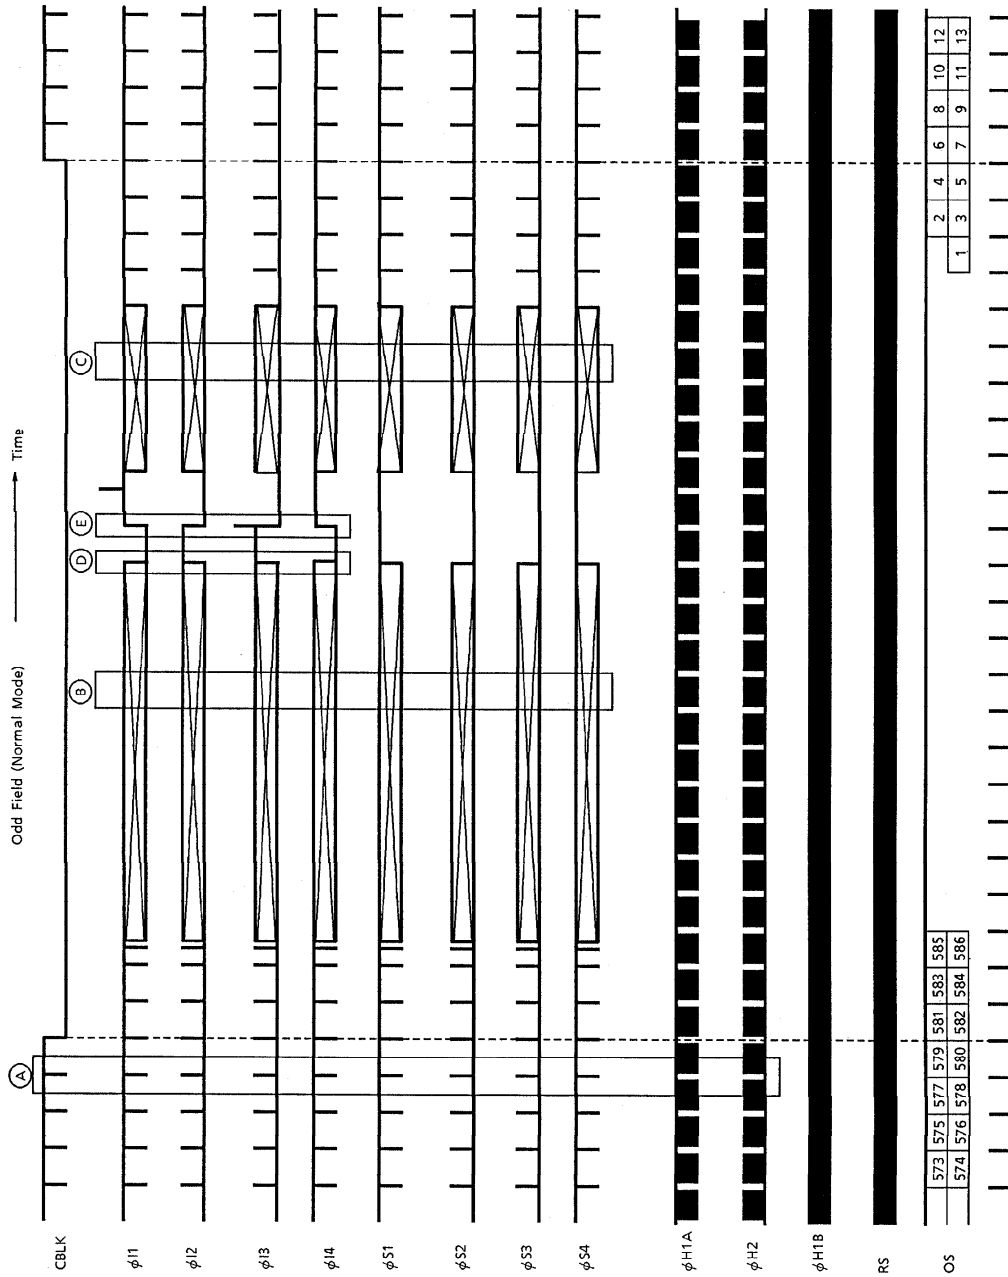 Odd Field (Normal Mode)
Time
A
B
D
E
C
CBLK
φI1
φI2
φI3
φI4
φS1
φS2
φS3
φS4
φH1A
φH2
φH1B
RS
OS
573 575 577 579 581 583 585
574 576 578 580 582 584 586
2 4 6 8 10 12
1 3 5 7 9 11 13